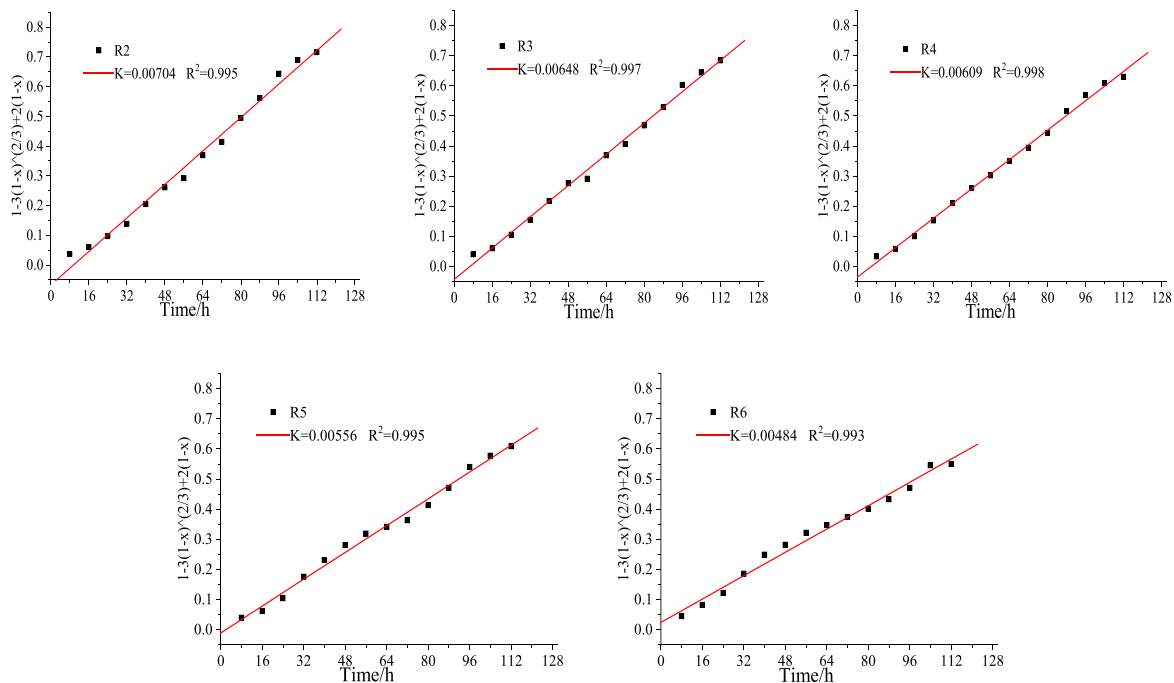 0.8
0.7
0.6
0.5
0.4
0.3
0.2
0.1
0.0
1-3(1-x)^(2/3)+2(1-x)
R2
K=0.00704 R²=0.995
0 16 32 48 64 80 96 112 128
Time/h
0.8
0.7
0.6
0.5
0.4
0.3
0.2
0.1
0.0
1-3(1-x)^(2/3)+2(1-x)
R3
K=0.00648 R²=0.997
0 16 32 48 64 80 96 112 128
Time/h
0.8
0.7
0.6
0.5
0.4
0.3
0.2
0.1
0.0
1-3(1-x)^(2/3)+2(1-x)
R4
K=0.00609 R²=0.998
0 16 32 48 64 80 96 112 128
Time/h
0.8
0.7
0.6
0.5
0.4
0.3
0.2
0.1
0.0
1-3(1-x)^(2/3)+2(1-x)
R5
K=0.00556 R²=0.995
0 16 32 48 64 80 96 112 128
Time/h
0.8
0.7
0.6
0.5
0.4
0.3
0.2
0.1
0.0
1-3(1-x)^(2/3)+2(1-x)
R6
K=0.00484 R²=0.993
0 16 32 48 64 80 96 112 128
Time/h